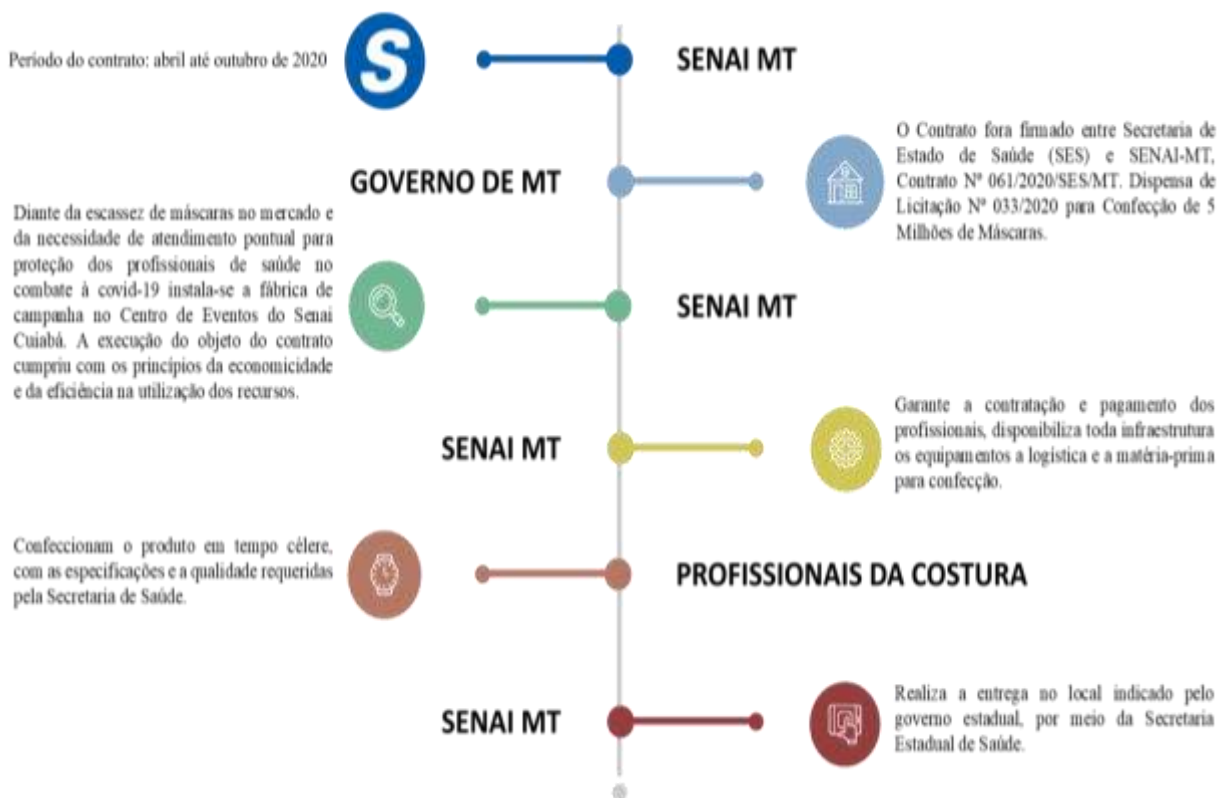 Período do contrato: abril até outubro de 2020
S
SENAI MT
GOVERNO DE MT
O Contrato fora firmado entre Secretaria de
Estado de Saúde (SES) e SENAI-MT,
Contrato Nº 061/2020/SES/MT. Dispensa de
Licitação Nº 033/2020 para Confecção de 5
Milhões de Máscaras.
Diante da escassez de máscaras no mercado e
da necessidade de atendimento pontual para
proteção dos profissionais de saúde no
combate à covid-19 instala-se a fábrica de
campanha no Centro de Eventos do Senai
Cuiabá. A execução do objeto do contrato
cumpriu com os princípios da economicidade
e da eficiência na utilização dos recursos.
SENAI MT
SENAI MT
Garante a contratação e pagamento dos
profissionais, disponibiliza toda infraestrutura
os equipamentos a logística e a matéria-prima
para confecção.
Confeccionam o produto em tempo célere,
com as especificações e a qualidade requeridas
pela Secretaria de Saúde.
PROFISSIONAIS DA COSTURA
SENAI MT
Realiza a entrega no local indicado pelo
governo estadual, por meio da Secretaria
Estadual de Saúde.